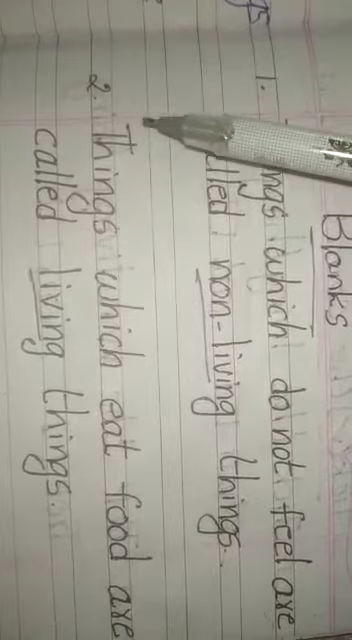 Blanks
1. ngs which do not feel are
lled non-living things.
2. Things which eat food are
called living things.